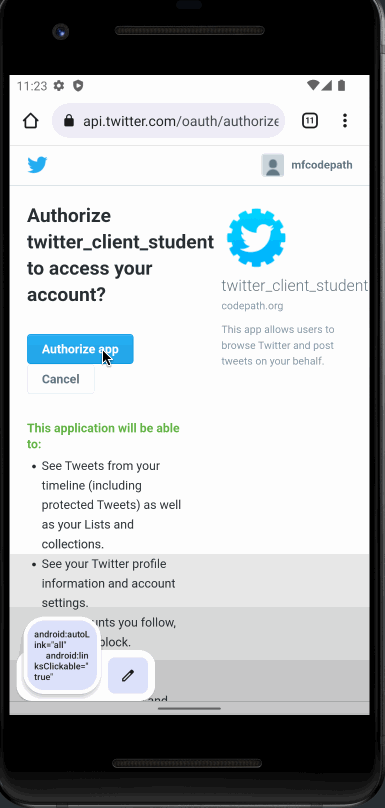 11:23
api.twitter.com/oauth/authorize
11
mfcodepath
Authorize
twitter_client_student
to access your
account?
twitter_client_student
codepath.org
This app allows users to
browse Twitter and post
tweets on your behalf.
Authorize app
Cancel
This application will be able
to:
• See Tweets from your
timeline (including
protected Tweets) as well
as your Lists and
collections.
• See your Twitter profile
information and account
settings.
you follow,
block.
and
android:autoL
ink="all"
android:lin
ksClickable="
true"